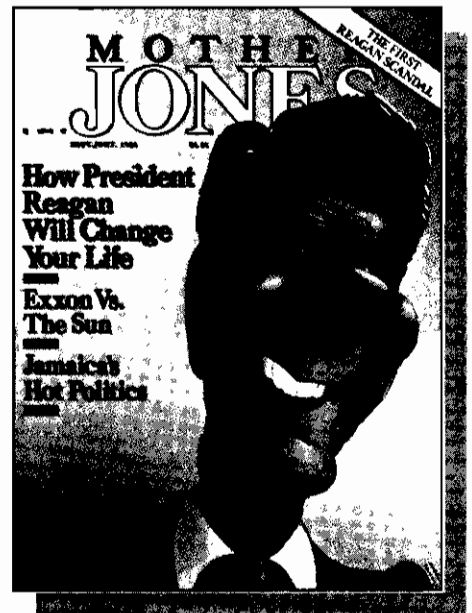 THE FIRST
REAGAN SCANDAL
MOTHER
JONES
How President
Reagan
Will Change
Your Life
Exxon Vs.
The Sun
Jamaica's
Hot Politics